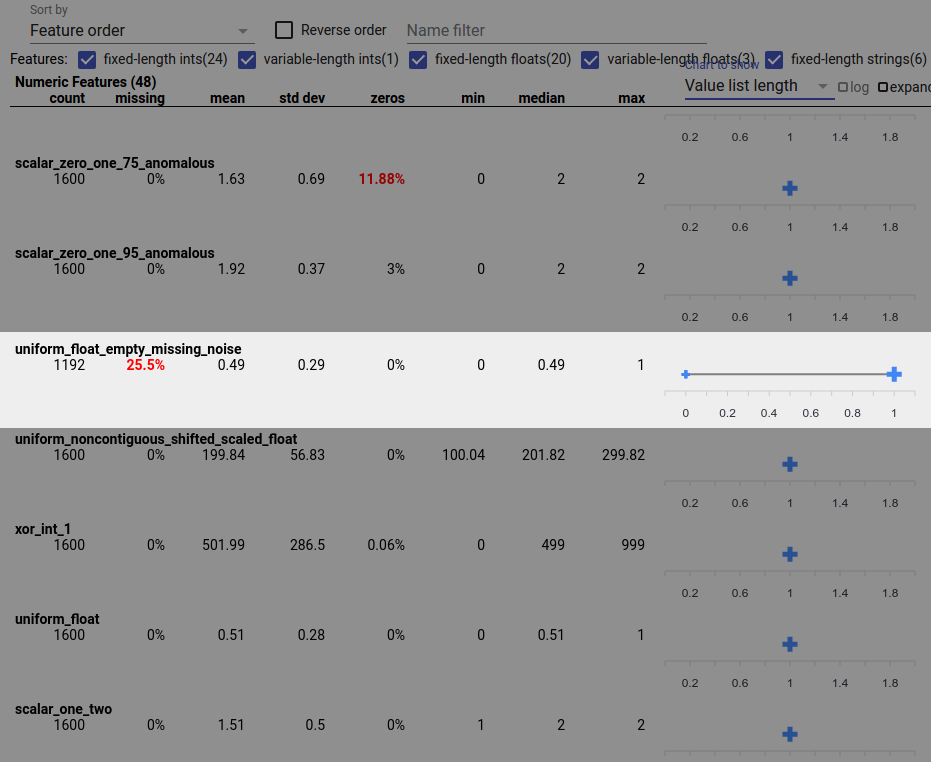 Sort by
Feature order Reverse order Name filter
Features: fixed-length ints(24) variable-length ints(1) fixed-length floats(20) variable-length floats(3) fixed-length strings(6)
Chart to show
Numeric Features (48)
Value list length log expand
count missing mean std dev zeros min median max
0.2 0.6 1 1.4 1.8
scalar_zero_one_75_anomalous
1600 0% 1.63 0.69 11.88% 0 2 2
0.2 0.6 1 1.4 1.8
scalar_zero_one_95_anomalous
1600 0% 1.92 0.37 3% 0 2 2
0.2 0.6 1 1.4 1.8
uniform_float_empty_missing_noise
1192 25.5% 0.49 0.29 0% 0 0.49 1
0 0.2 0.4 0.6 0.8 1
uniform_noncontiguous_shifted_scaled_float
1600 0% 199.84 56.83 0% 100.04 201.82 299.82
0.2 0.6 1 1.4 1.8
xor_int_1
1600 0% 501.99 286.5 0.06% 0 499 999
0.2 0.6 1 1.4 1.8
uniform_float
1600 0% 0.51 0.28 0% 0 0.51 1
0.2 0.6 1 1.4 1.8
scalar_one_two
1600 0% 1.51 0.5 0% 1 2 2